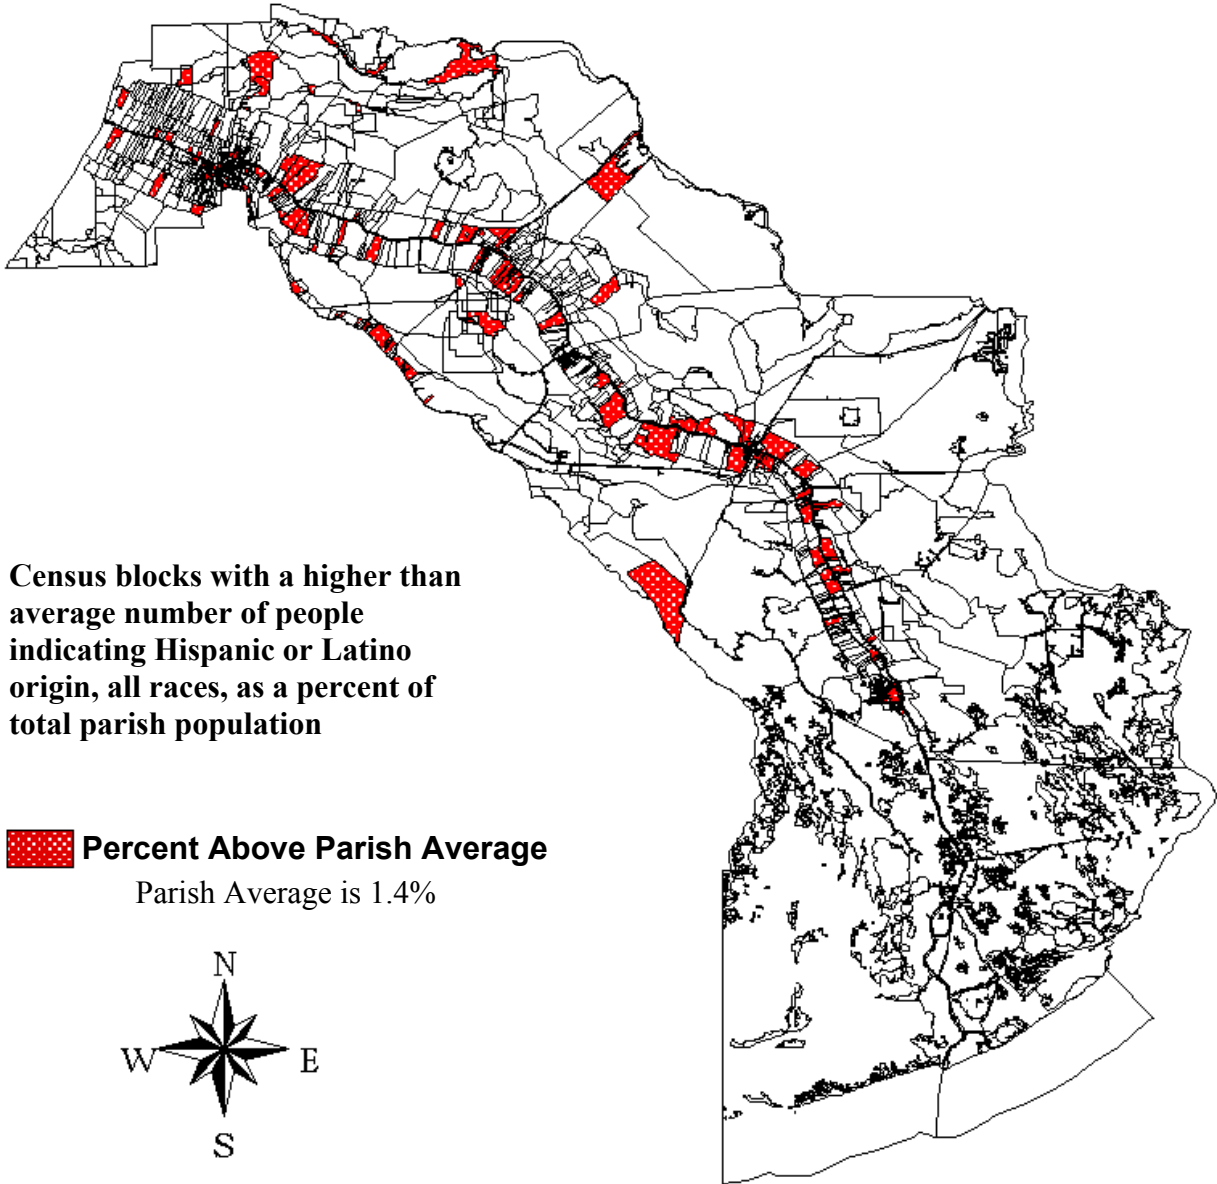 Census blocks with a higher than
average number of people
indicating Hispanic or Latino
origin, all races, as a percent of
total parish population
Percent Above Parish Average
Parish Average is 1.4%
N
W E
S